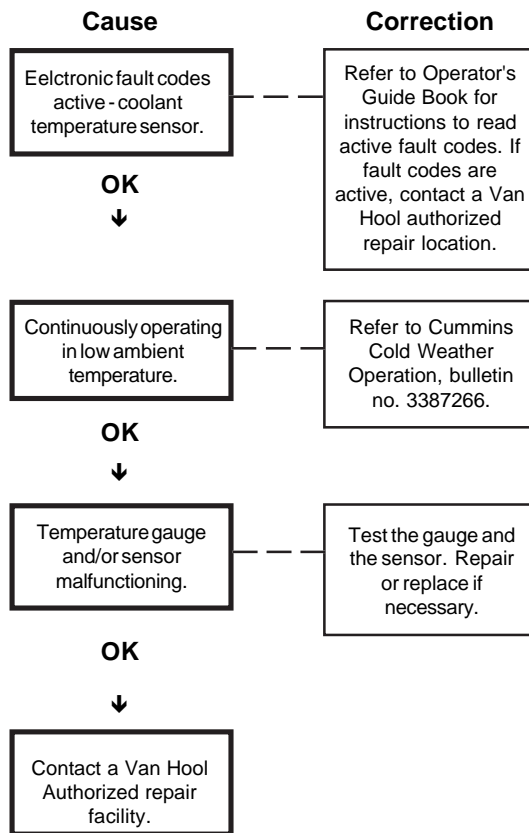 Cause
Correction
Eelctronic fault codes
active - coolant
temperature sensor.
Refer to Operator's
Guide Book for
instructions to read
active fault codes. If
fault codes are
active, contact a Van
Hool authorized
repair location.
OK
Continuously operating
in low ambient
temperature.
Refer to Cummins
Cold Weather
Operation, bulletin
no. 3387266.
OK
Temperature gauge
and/or sensor
malfunctioning.
Test the gauge and
the sensor. Repair
or replace if
necessary.
OK
Contact a Van Hool
Authorized repair
facility.